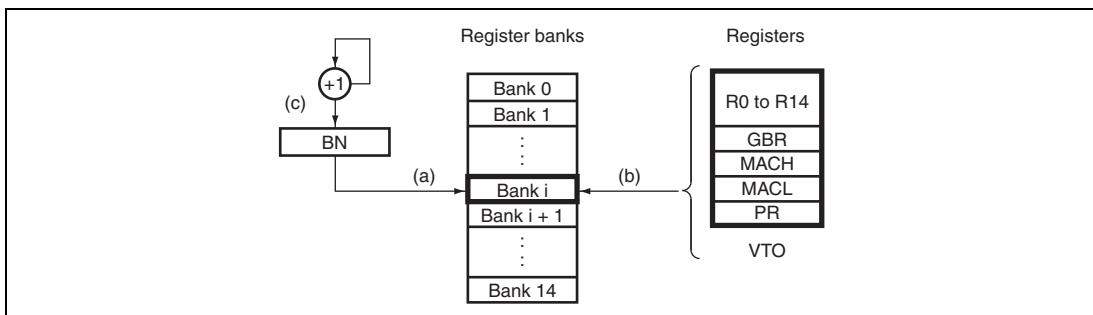 Register banks
Registers
+1
(c)
BN
(a)
Bank 0
Bank 1
:
:
Bank i
Bank i + 1
:
:
Bank 14
(b)
R0 to R14
GBR
MACH
MACL
PR
VTO